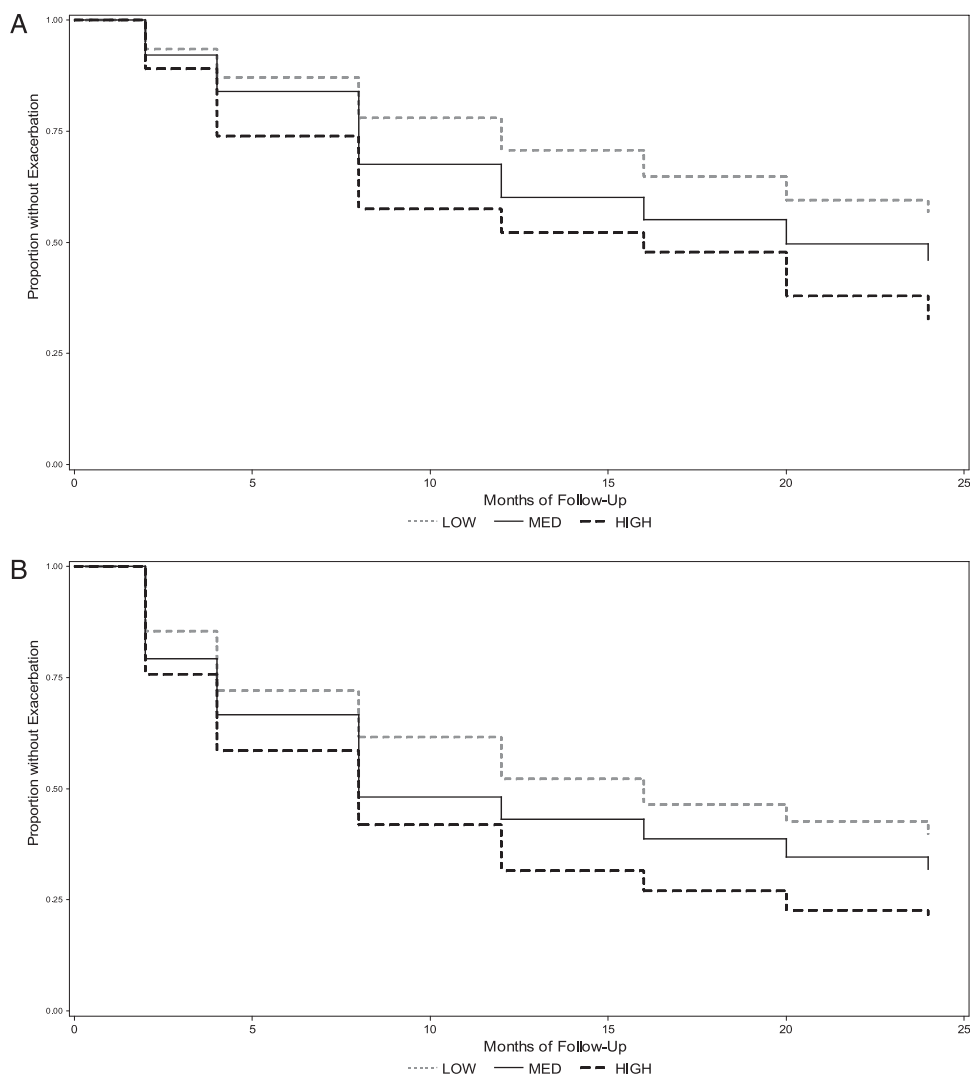 A
Proportion without Exacerbation
1.00
0.75
0.50
0.25
0.00
0 5 10 15 20 25
Months of Follow-Up
LOW MED HIGH
B
Proportion without Exacerbation
1.00
0.75
0.50
0.25
0.00
0 5 10 15 20 25
Months of Follow-Up
LOW MED HIGH